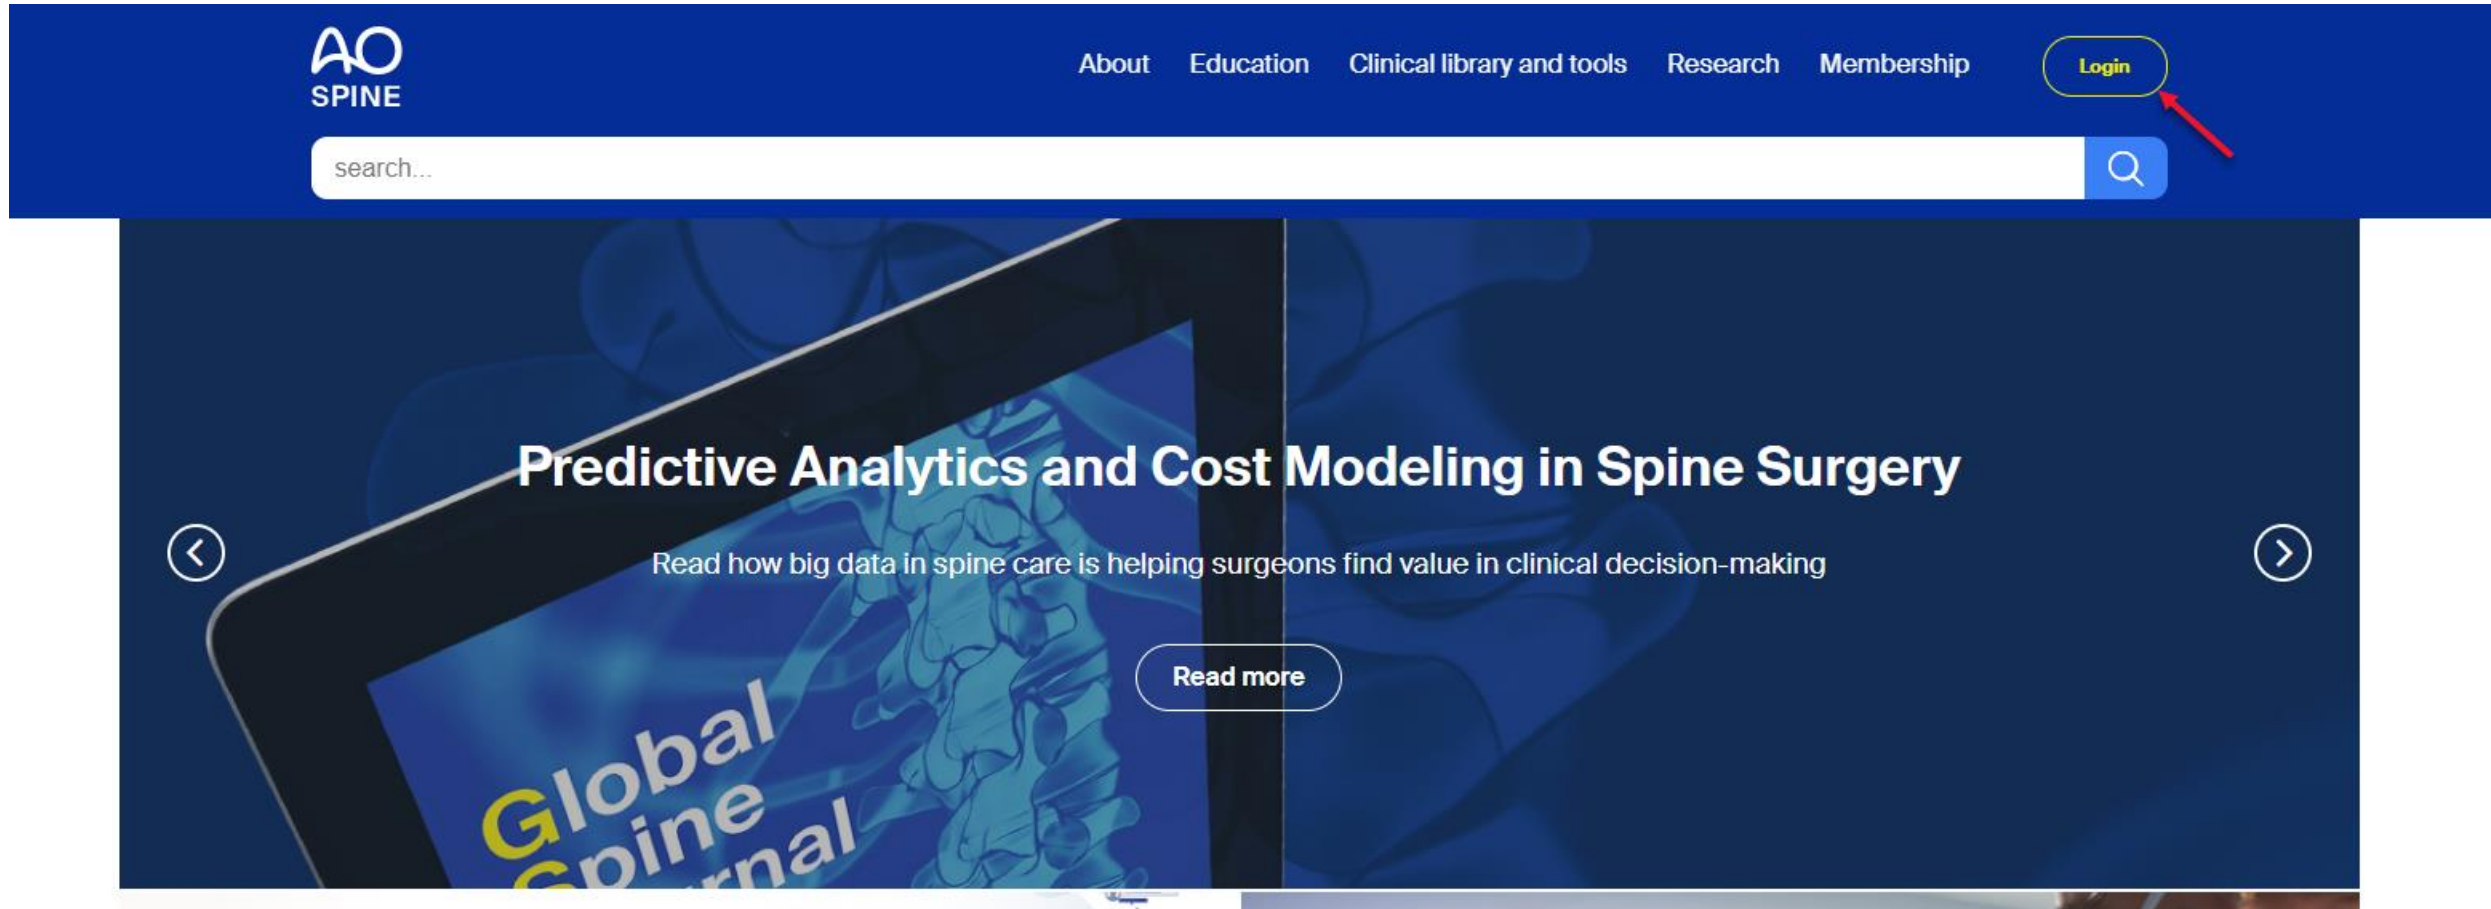 AO
SPINE
About Education Clinical library and tools Research Membership Login
search...
Predictive Analytics and Cost Modeling in Spine Surgery
Read how big data in spine care is helping surgeons find value in clinical decision-making
Read more
Global
Spine
rnal